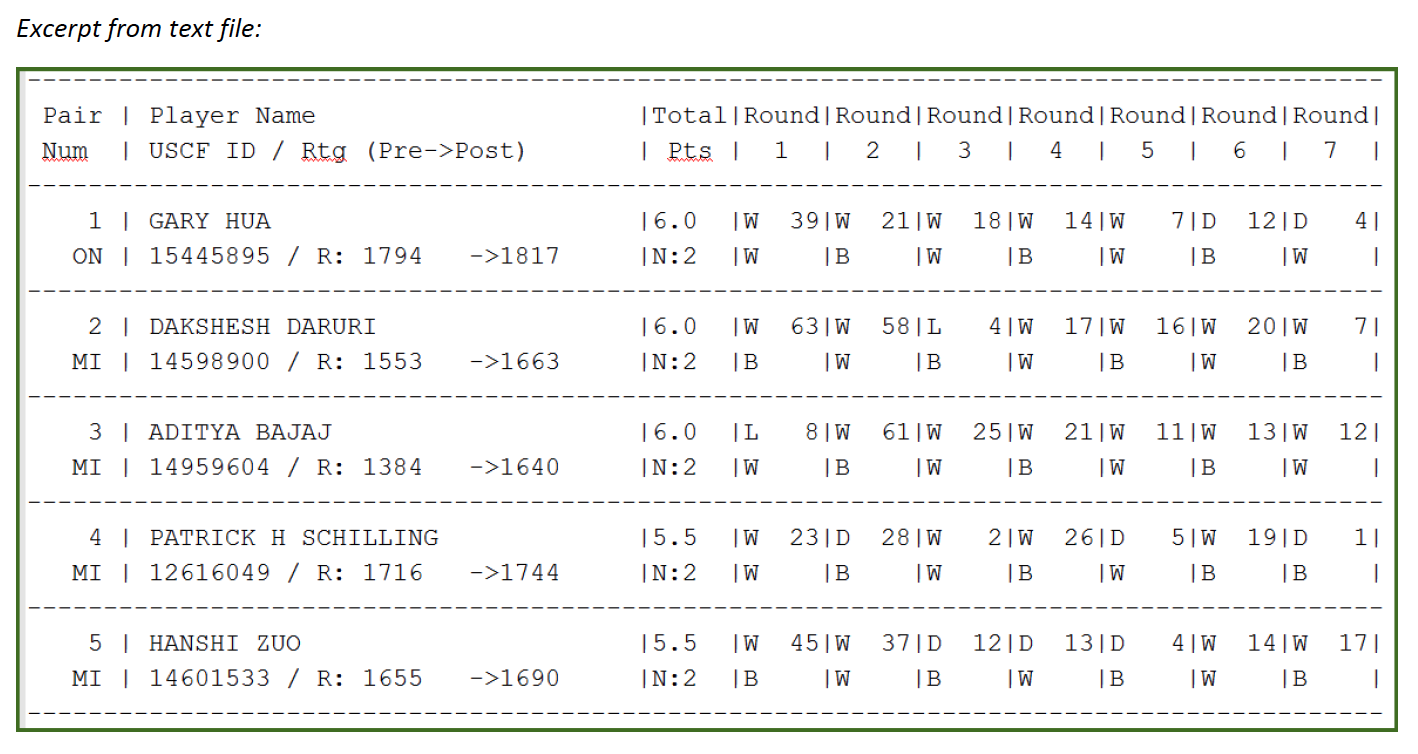 Excerpt from text file:
-----------------------------------------------------------------------------------------
Pair | Player Name                     |Total|Round|Round|Round|Round|Round|Round|Round|
Num  | USCF ID / Rtg (Pre->Post)       | Pts |  1  |  2  |  3  |  4  |  5  |  6  |  7  |
-----------------------------------------------------------------------------------------
   1 | GARY HUA                        |6.0  |W  39|W  21|W  18|W  14|W   7|D  12|D   4|
  ON | 15445895 / R: 1794   ->1817     |N:2  |W    |B    |W    |B    |W    |B    |W    |
-----------------------------------------------------------------------------------------
   2 | DAKSHESH DARURI                 |6.0  |W  63|W  58|L   4|W  17|W  16|W  20|W   7|
  MI | 14598900 / R: 1553   ->1663     |N:2  |B    |W    |B    |W    |B    |W    |B    |
-----------------------------------------------------------------------------------------
   3 | ADITYA BAJAJ                    |6.0  |L   8|W  61|W  25|W  21|W  11|W  13|W  12|
  MI | 14959604 / R: 1384   ->1640     |N:2  |W    |B    |W    |B    |W    |B    |W    |
-----------------------------------------------------------------------------------------
   4 | PATRICK H SCHILLING             |5.5  |W  23|D  28|W   2|W  26|D   5|W  19|D   1|
  MI | 12616049 / R: 1716   ->1744     |N:2  |W    |B    |W    |B    |W    |B    |B    |
-----------------------------------------------------------------------------------------
   5 | HANSHI ZUO                      |5.5  |W  45|W  37|D  12|D  13|D   4|W  14|W  17|
  MI | 14601533 / R: 1655   ->1690     |N:2  |B    |W    |B    |W    |B    |W    |B    |
-----------------------------------------------------------------------------------------